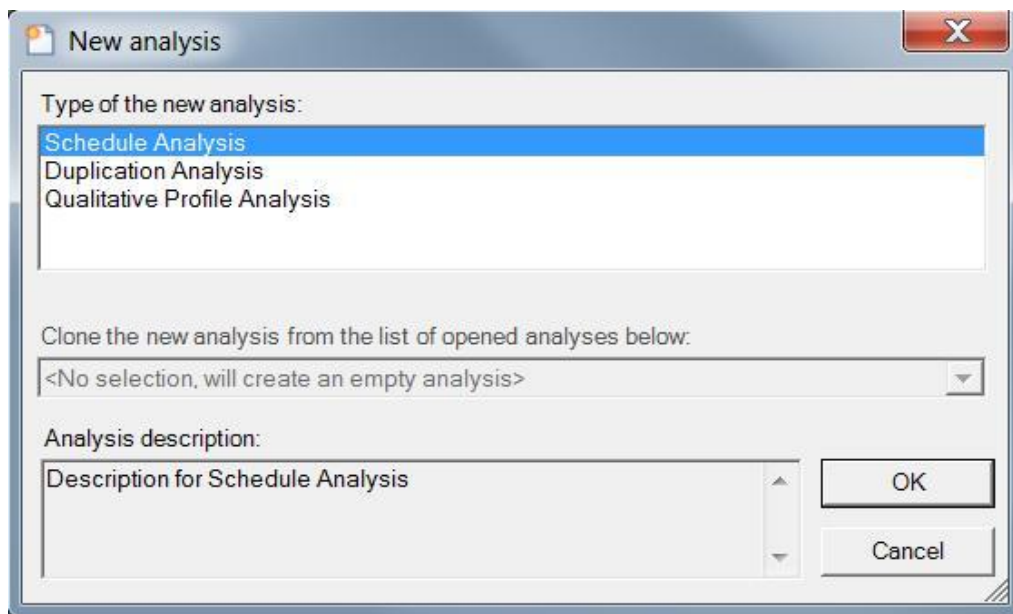 New analysis
Type of the new analysis:
Schedule Analysis
Duplication Analysis
Qualitative Profile Analysis
Clone the new analysis from the list of opened analyses below:
<No selection, will create an empty analysis>
Analysis description:
Description for Schedule Analysis
OK
Cancel